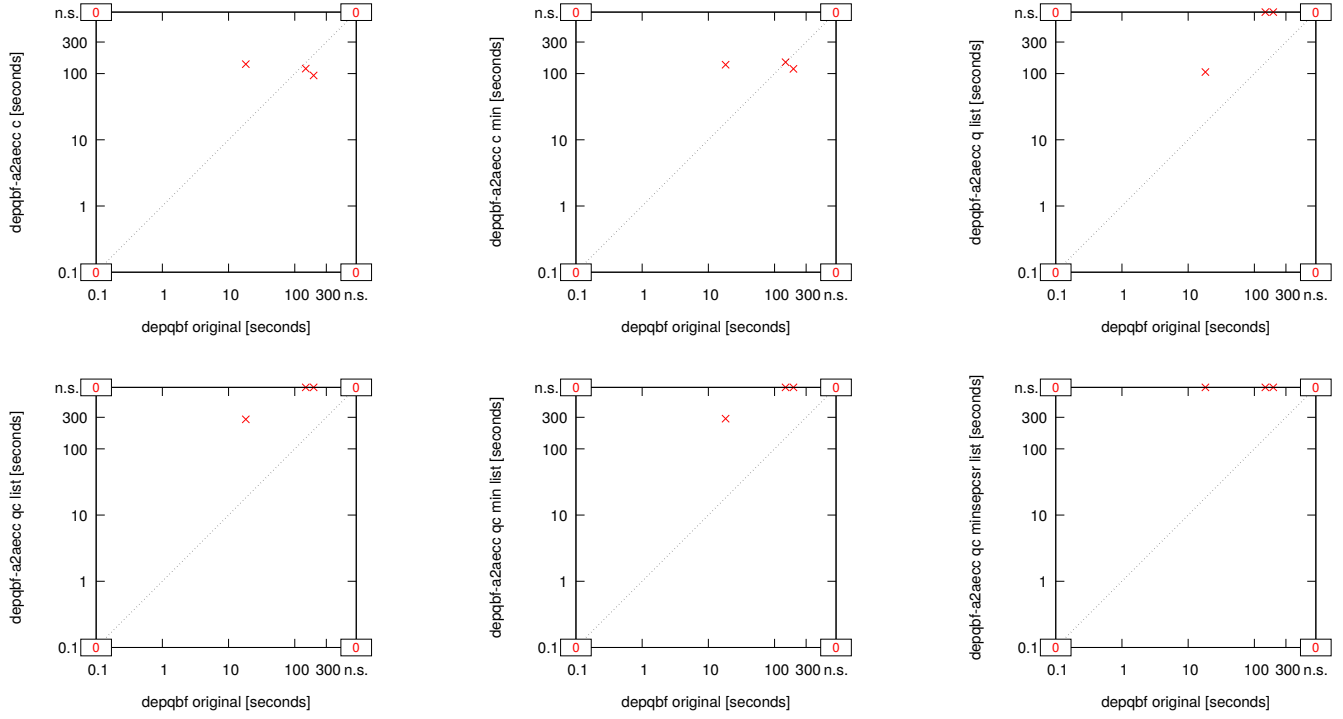 0
0
n.s.
300
100
10
1
0.1
0
0
0.1 1 10 100 300 n.s.
depqbf-a2aecc c [seconds]
depqbf original [seconds]
0
0
n.s.
300
100
10
1
0.1
0
0
0.1 1 10 100 300 n.s.
depqbf-a2aecc c min [seconds]
depqbf original [seconds]
0
0
n.s.
300
100
10
1
0.1
0
0
0.1 1 10 100 300 n.s.
depqbf-a2aecc q list [seconds]
depqbf original [seconds]
0
0
n.s.
300
100
10
1
0.1
0
0
0.1 1 10 100 300 n.s.
depqbf-a2aecc qc list [seconds]
depqbf original [seconds]
0
0
n.s.
300
100
10
1
0.1
0
0
0.1 1 10 100 300 n.s.
depqbf-a2aecc qc min list [seconds]
depqbf original [seconds]
0
0
n.s.
300
100
10
1
0.1
0
0
0.1 1 10 100 300 n.s.
depqbf-a2aecc qc minsepcsr list [seconds]
depqbf original [seconds]